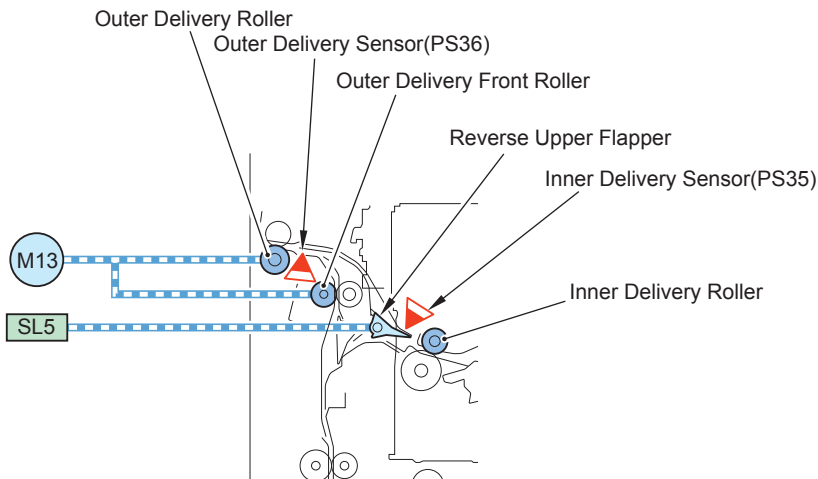 Outer Delivery Roller
Outer Delivery Sensor(PS36)
Outer Delivery Front Roller
Reverse Upper Flapper
Inner Delivery Sensor(PS35)
M13
Inner Delivery Roller
SL5